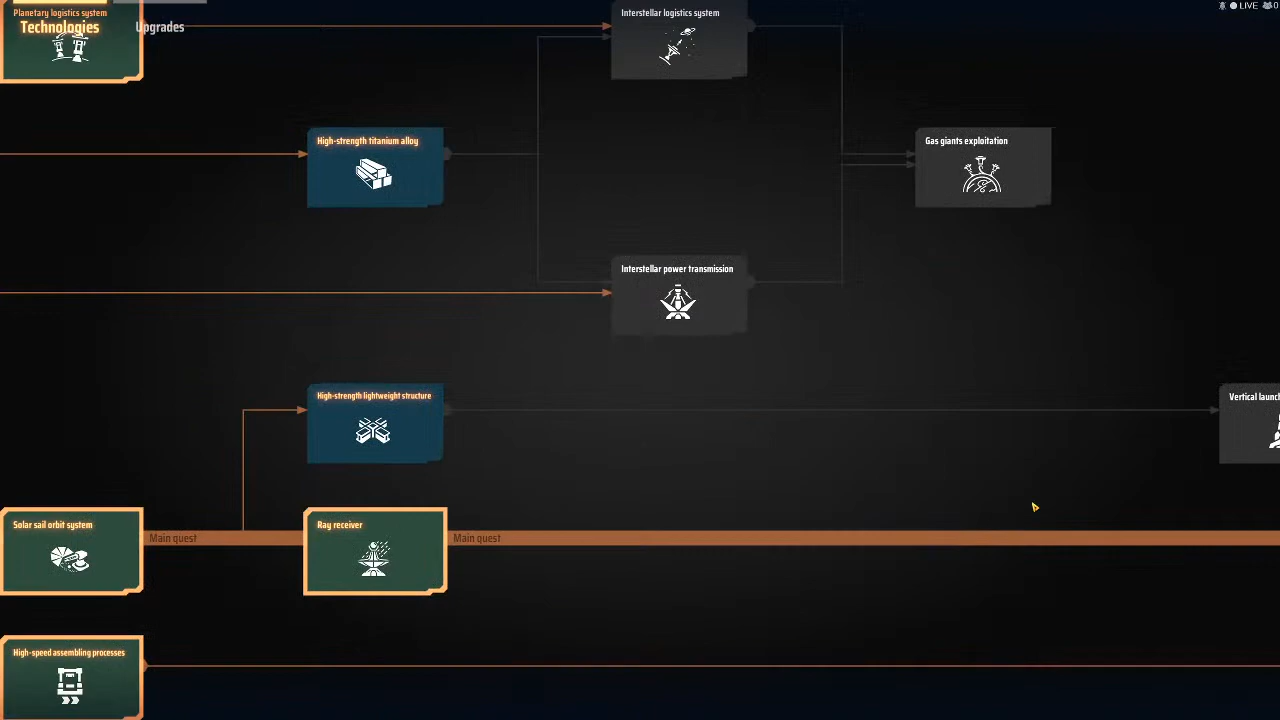 Planetary logistics system
Technologies
Upgrades
Interstellar logistics system
LIVE
0
High-strength titanium alloy
Gas giants exploitation
Interstellar power transmission
High-strength lightweight structure
Vertical launc
Solar sail orbit system
Main quest
Ray receiver
Main quest
High-speed assembling processes